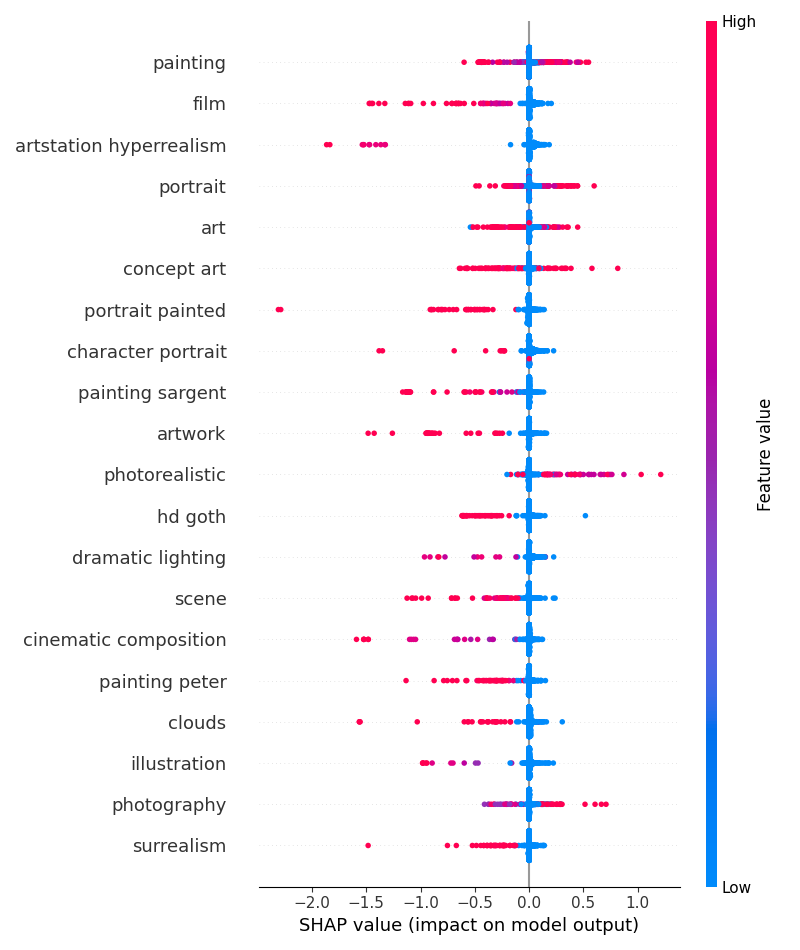 High
painting
film
artstation hyperrealism
portrait
art
concept art
portrait painted
character portrait
painting sargent
artwork
photorealistic
hd goth
dramatic lighting
scene
cinematic composition
painting peter
clouds
illustration
photography
surrealism
Feature value
Low
−2.0 −1.5 −1.0 −0.5 0.0 0.5 1.0
SHAP value (impact on model output)